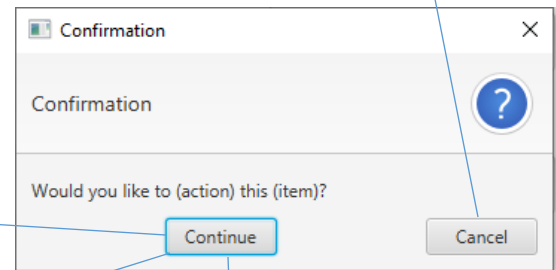 Confirmation
Confirmation
?
Would you like to (action) this (item)?
Continue
Cancel